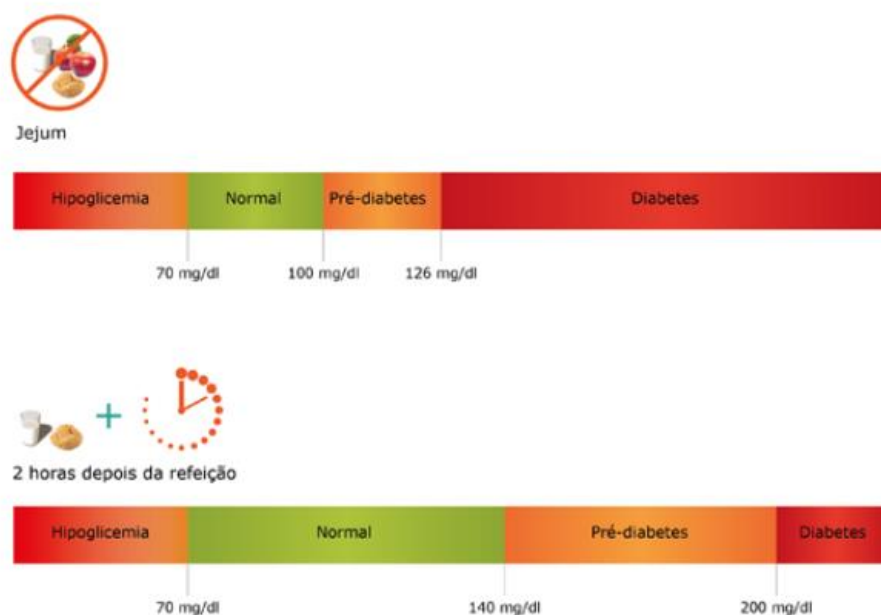 Jejum
Hipoglicemia Normal Pré-diabetes Diabetes
70 mg/dl 100 mg/dl 126 mg/dl
+
2 horas depois da refeição
Hipoglicemia Normal Pré-diabetes Diabetes
70 mg/dl 140 mg/dl 200 mg/dl